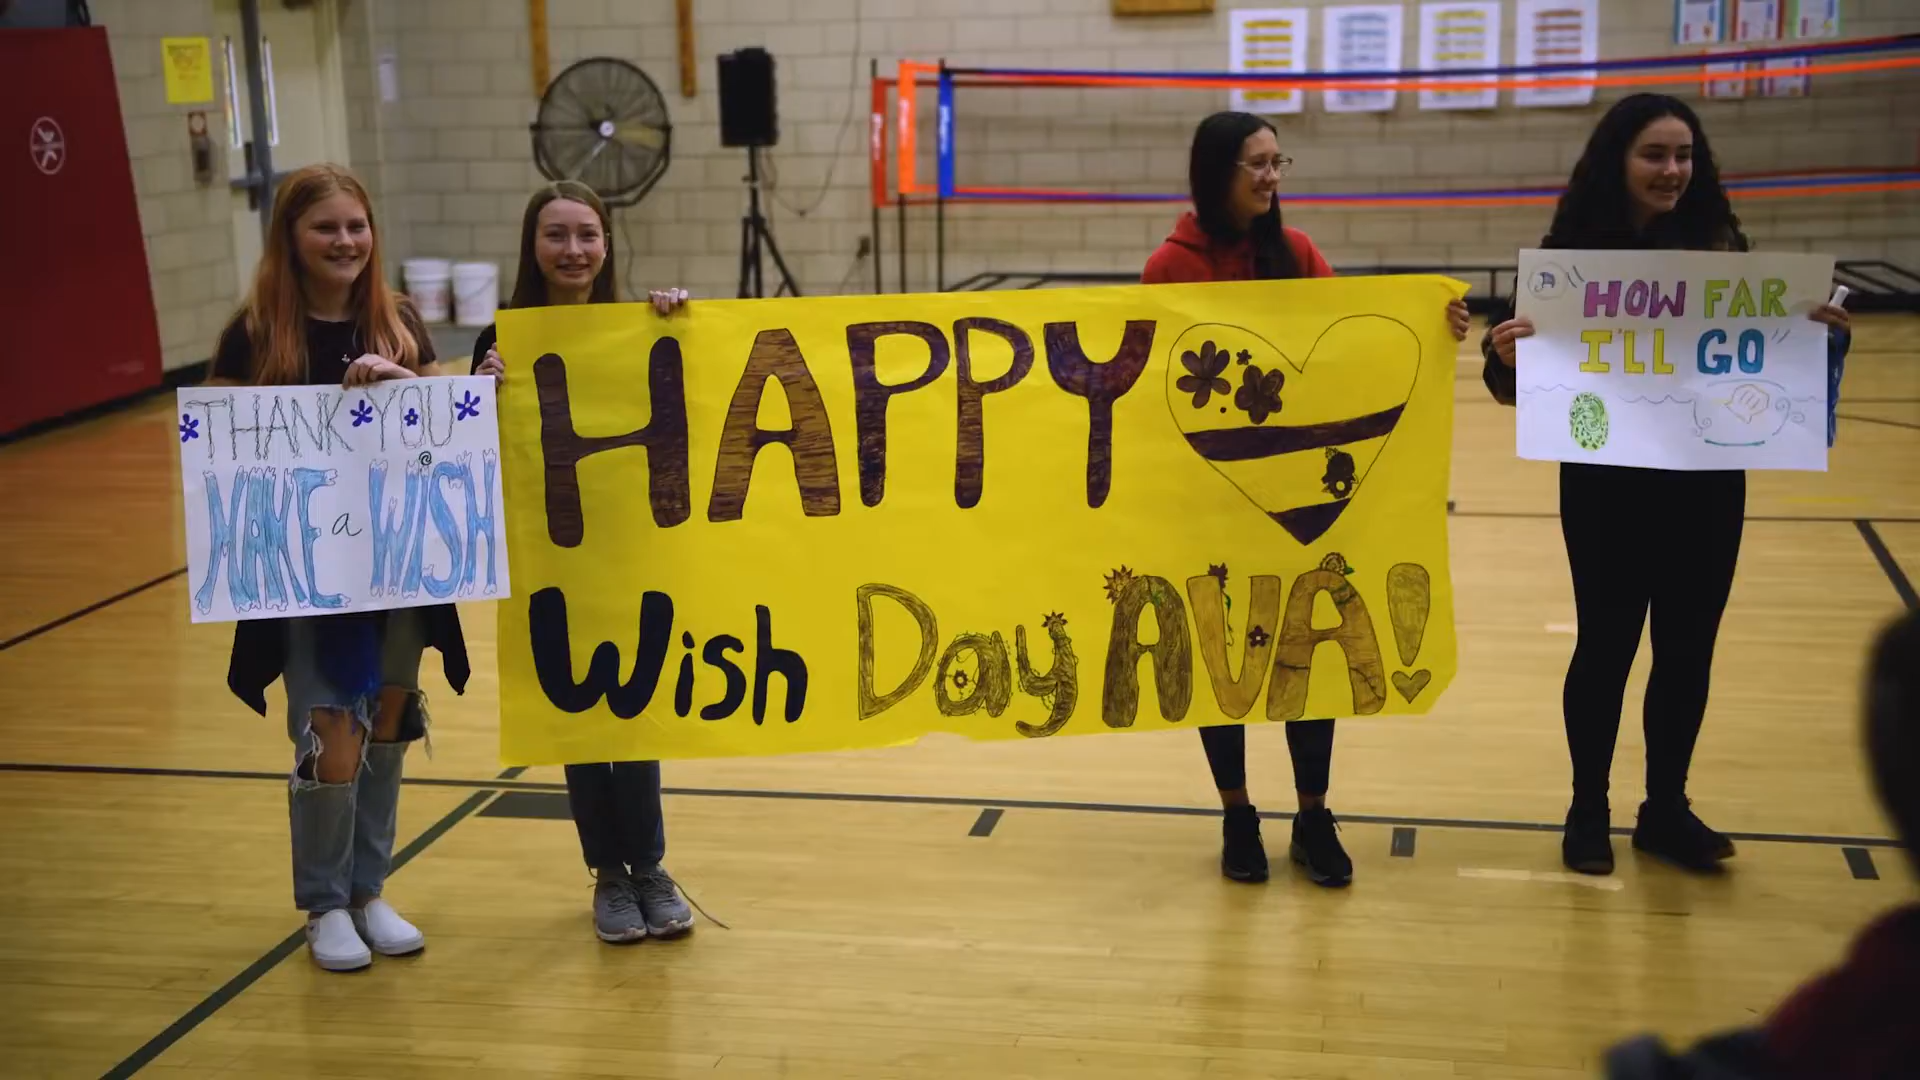 THANK YOU
MAKE a WISH
HAPPY
Wish Day AVA!
"HOW FAR
I'LL GO"